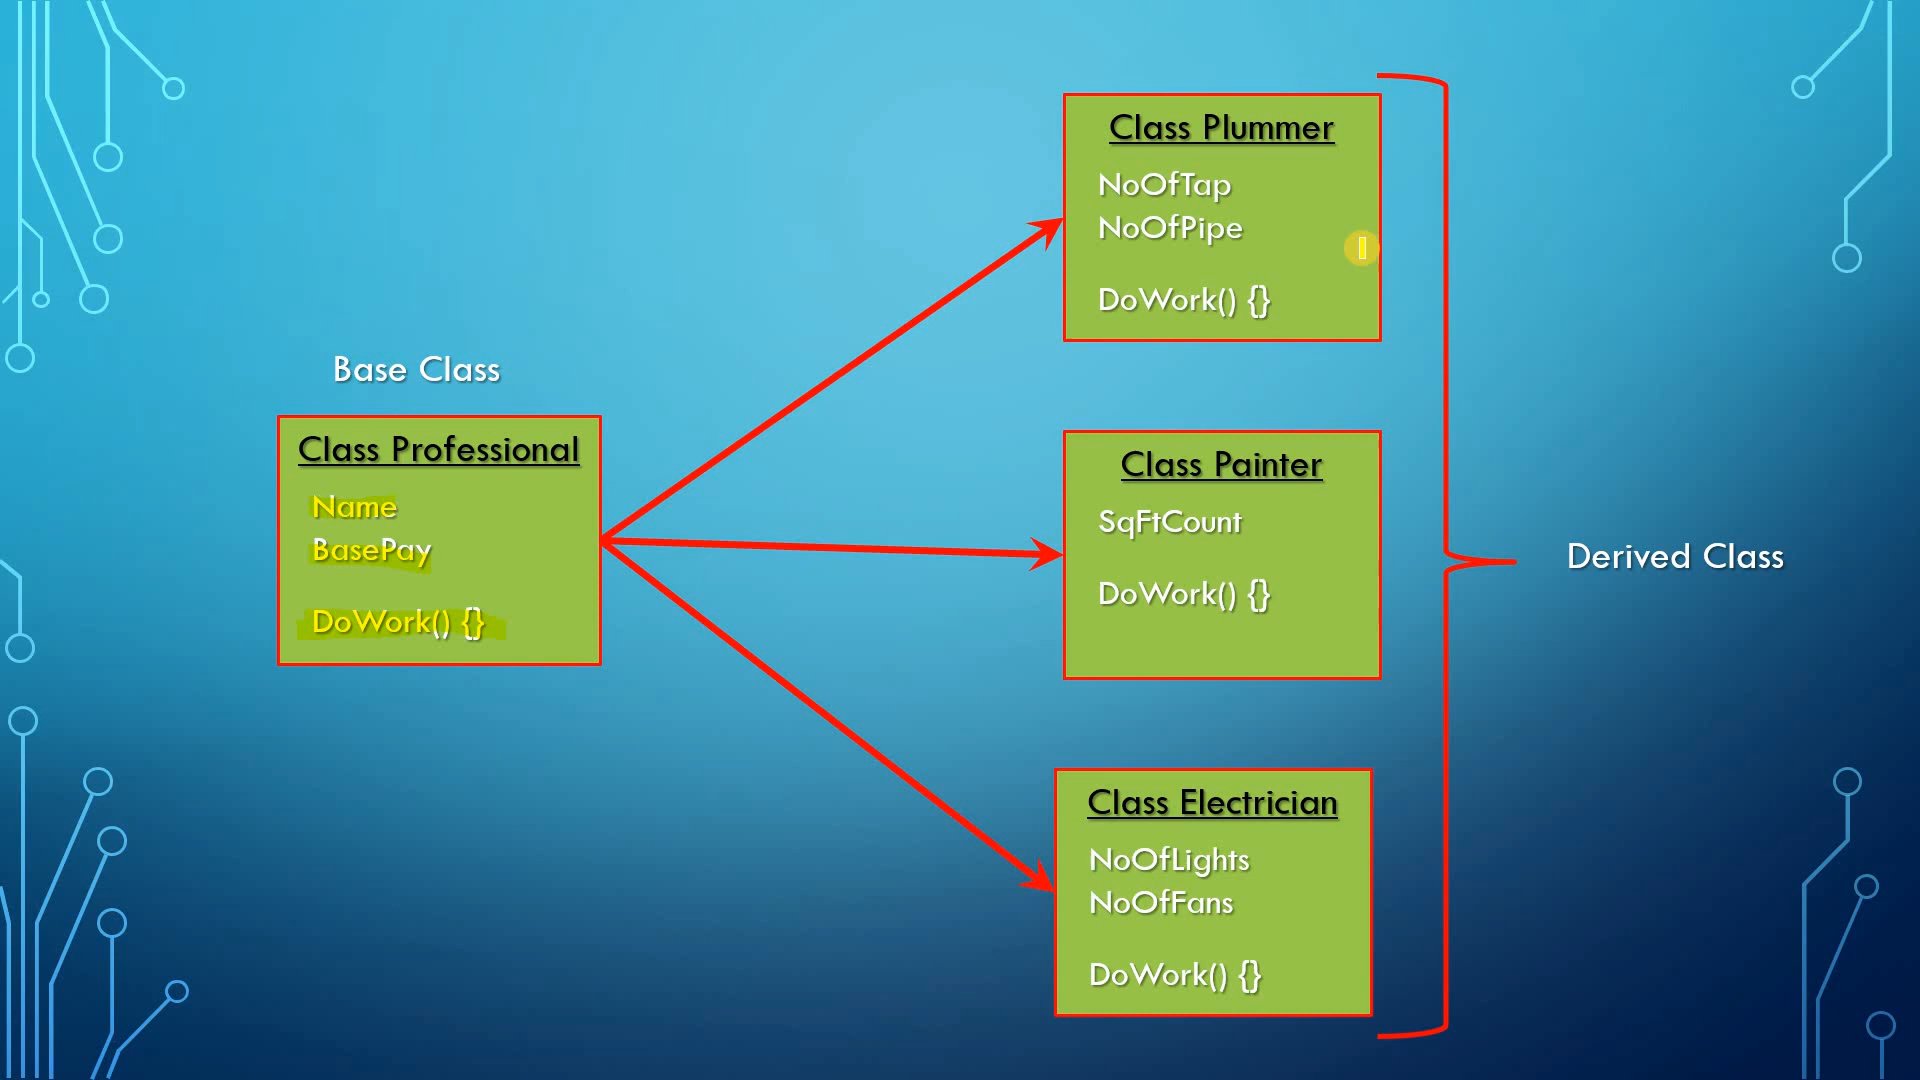 Base Class
Class Professional
Name
BasePay
DoWork() {}
Class Plummer
NoOfTap
NoOfPipe
DoWork() {}
Class Painter
SqFtCount
DoWork() {}
Class Electrician
NoOfLights
NoOfFans
DoWork() {}
Derived Class